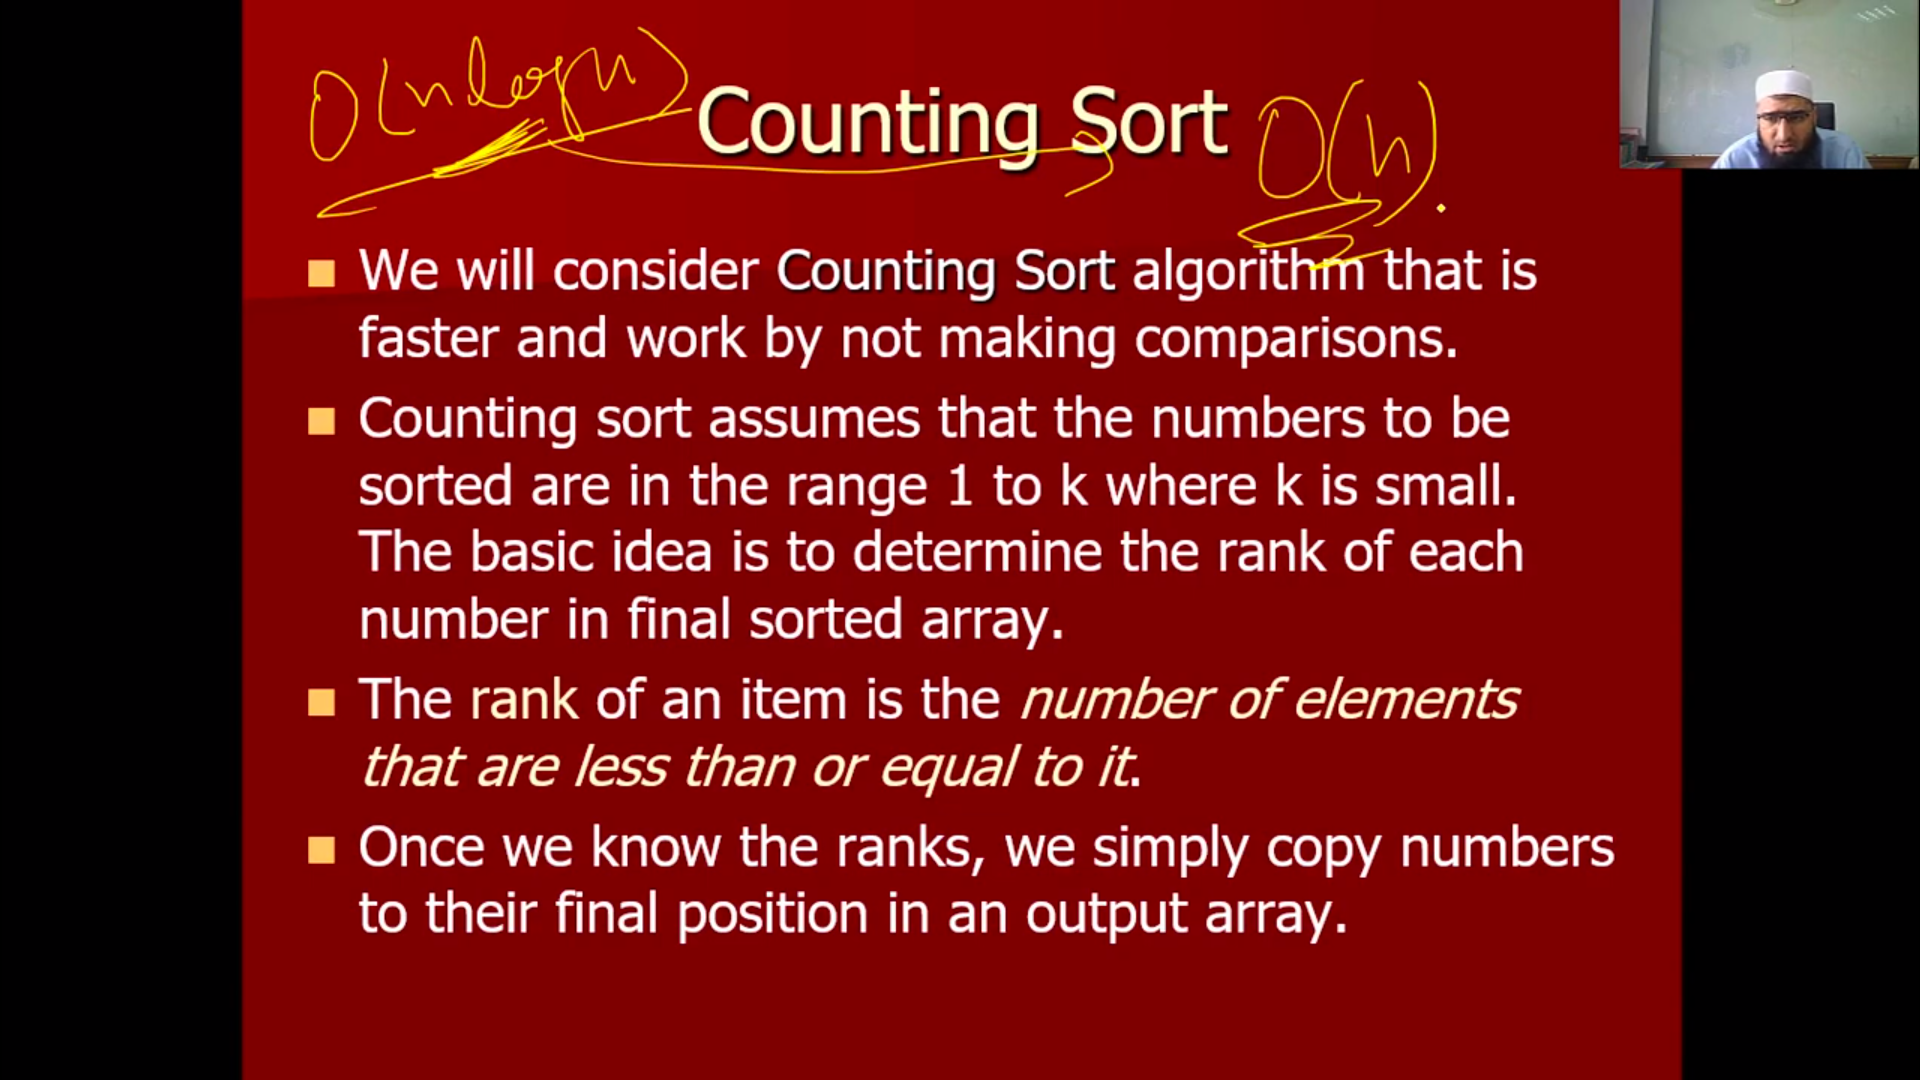 O(nlogn)
Counting Sort O(n).
We will consider Counting Sort algorithm that is
faster and work by not making comparisons.
Counting sort assumes that the numbers to be
sorted are in the range 1 to k where k is small.
The basic idea is to determine the rank of each
number in final sorted array.
The rank of an item is the number of elements
that are less than or equal to it.
Once we know the ranks, we simply copy numbers
to their final position in an output array.